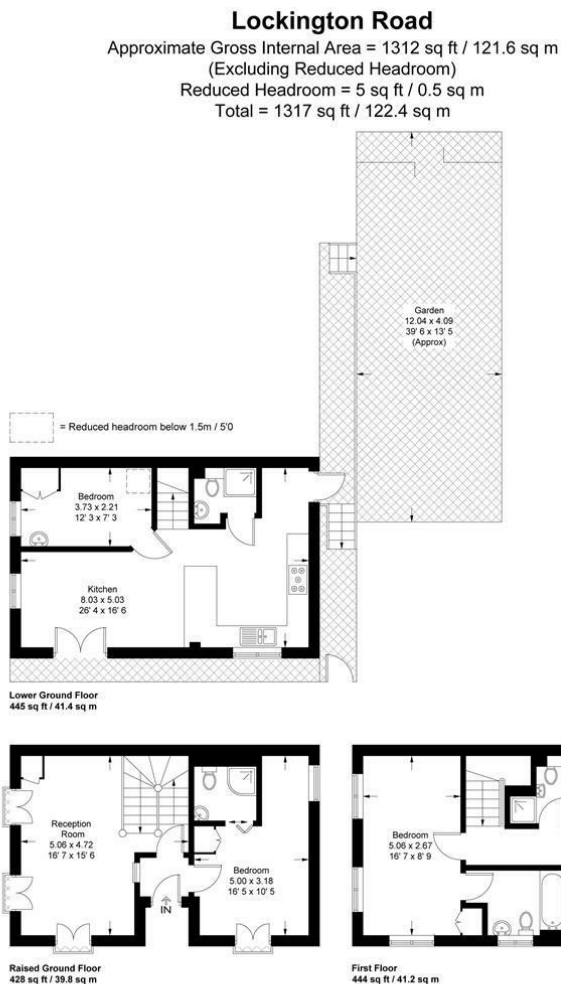 Lockington Road
Approximate Gross Internal Area = 1312 sq ft / 121.6 sq m
(Excluding Reduced Headroom)
Reduced Headroom = 5 sq ft / 0.5 sq m
Total = 1317 sq ft / 122.4 sq m
Garden
12.04 x 4.09
39' 6 x 13' 5
(Approx)
= Reduced headroom below 1.5m / 5'0
Bedroom
3.73 x 2.21
12' 3 x 7' 3
Kitchen
8.03 x 5.03
26' 4 x 16' 6
Lower Ground Floor
445 sq ft / 41.4 sq m
Reception
Room
5.06 x 4.72
16' 7 x 15' 6
Bedroom
5.00 x 3.18
16' 5 x 10' 5
IN
Raised Ground Floor
428 sq ft / 39.8 sq m
Bedroom
5.06 x 2.67
16' 7 x 8' 9
First Floor
444 sq ft / 41.2 sq m